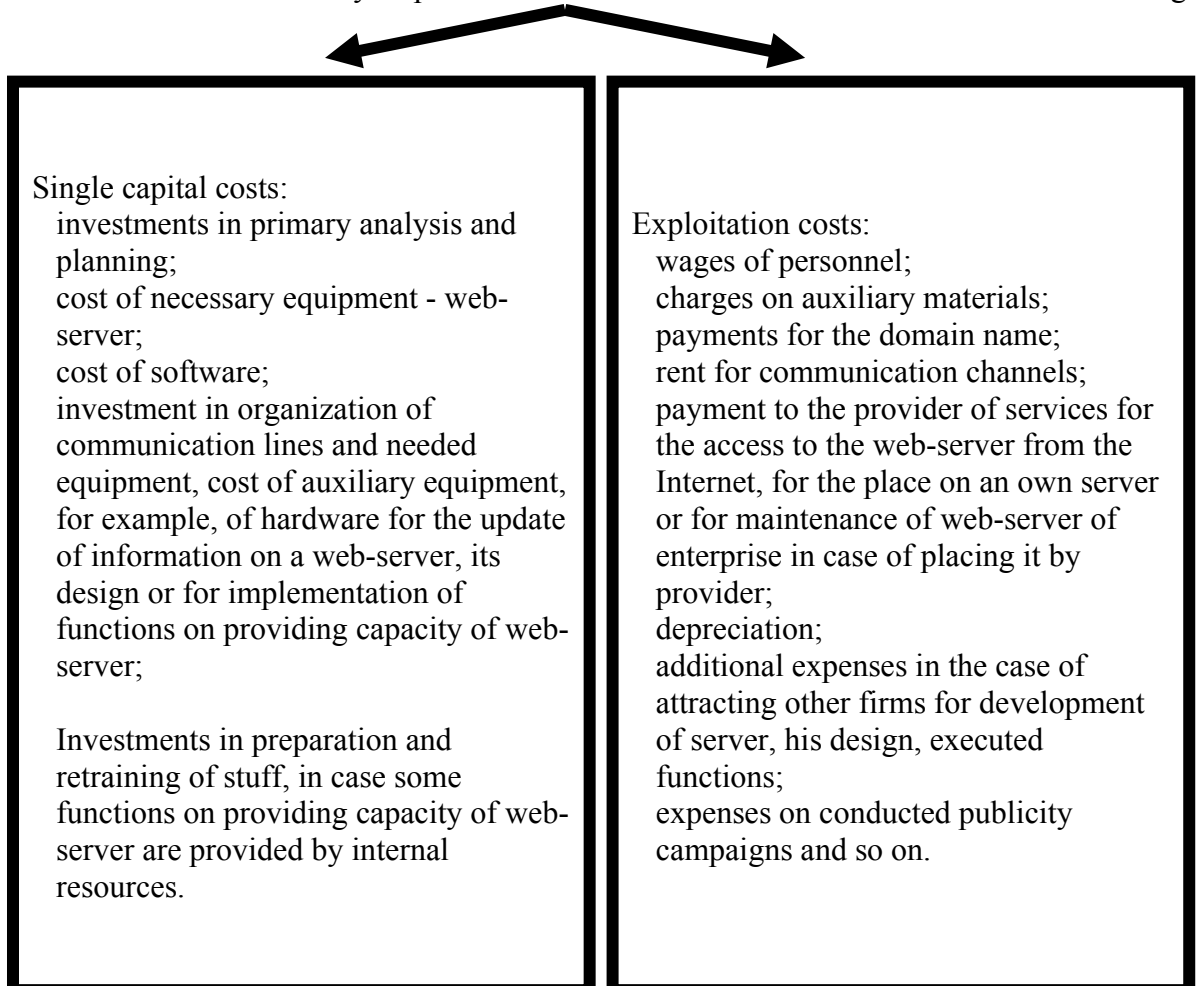 Single capital costs:
investments in primary analysis and
planning;
cost of necessary equipment - web-
server;
cost of software;
investment in organization of
communication lines and needed
equipment, cost of auxiliary equipment,
for example, of hardware for the update
of information on a web-server, its
design or for implementation of
functions on providing capacity of web-
server;
Investments in preparation and
retraining of stuff, in case some
functions on providing capacity of web-
server are provided by internal
resources.
Exploitation costs:
wages of personnel;
charges on auxiliary materials;
payments for the domain name;
rent for communication channels;
payment to the provider of services for
the access to the web-server from the
Internet, for the place on an own server
or for maintenance of web-server of
enterprise in case of placing it by
provider;
depreciation;
additional expenses in the case of
attracting other firms for development
of server, his design, executed
functions;
expenses on conducted publicity
campaigns and so on.